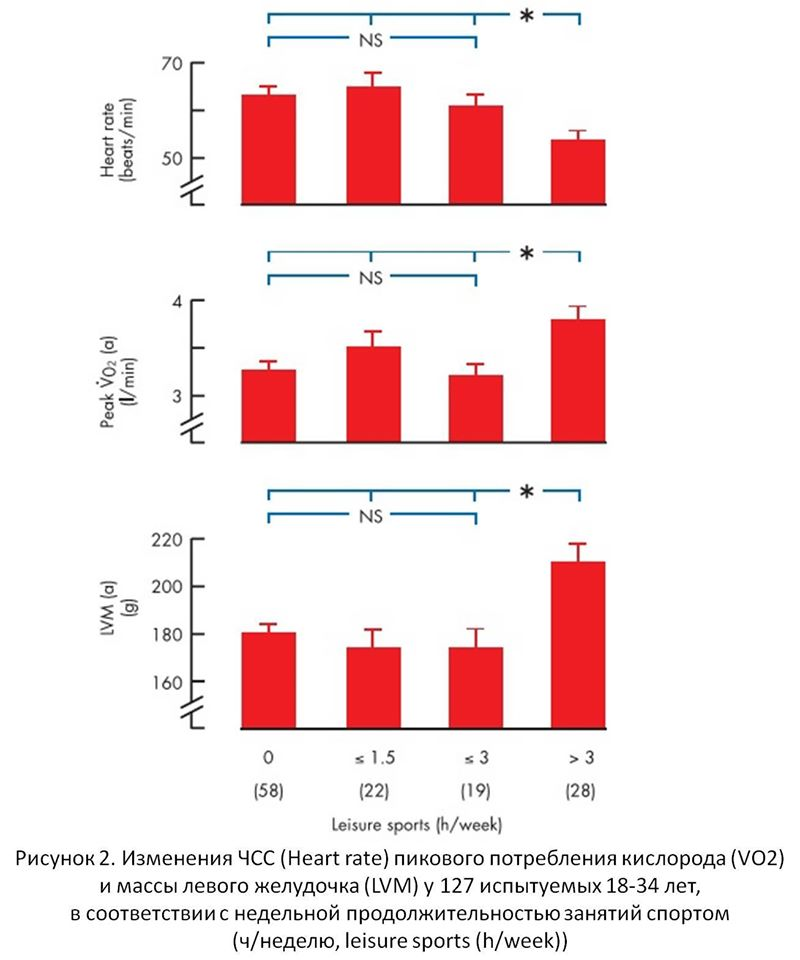 *
NS
70
50
Heart rate
(beats/min)
*
NS
4
3
Peak V̇O2 (a)
(l/min)
*
NS
220
200
180
160
LVM (a)
(g)
0 ≤ 1.5 ≤ 3 > 3
(58) (22) (19) (28)
Leisure sports (h/week)
Рисунок 2. Изменения ЧСС (Heart rate) пикового потребления кислорода (VO2)
и массы левого желудочка (LVM) у 127 испытуемых 18-34 лет,
в соответствии с недельной продолжительностью занятий спортом
(ч/неделю, leisure sports (h/week))